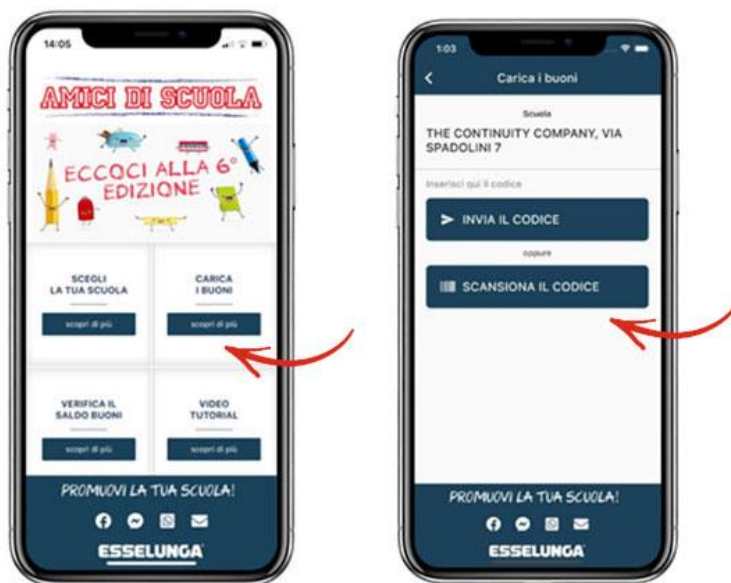 14:05
AMICI DI SCUOLA
ECCOCI ALLA 6°
EDIZIONE
SCEGLI
LA TUA SCUOLA
scopri di più
CARICA
I BUONI
scopri di più
VERIFICA IL
SALDO BUONI
scopri di più
VIDEO
TUTORIAL
scopri di più
PROMUOVI LA TUA SCUOLA!
ESSELUNGA
1:03
Carica i buoni
Scuola
THE CONTINUITY COMPANY, VIA
SPADOLINI 7
Inserisci qui il codice
INVIA IL CODICE
oppure
SCANSIONA IL CODICE
PROMUOVI LA TUA SCUOLA!
ESSELUNGA